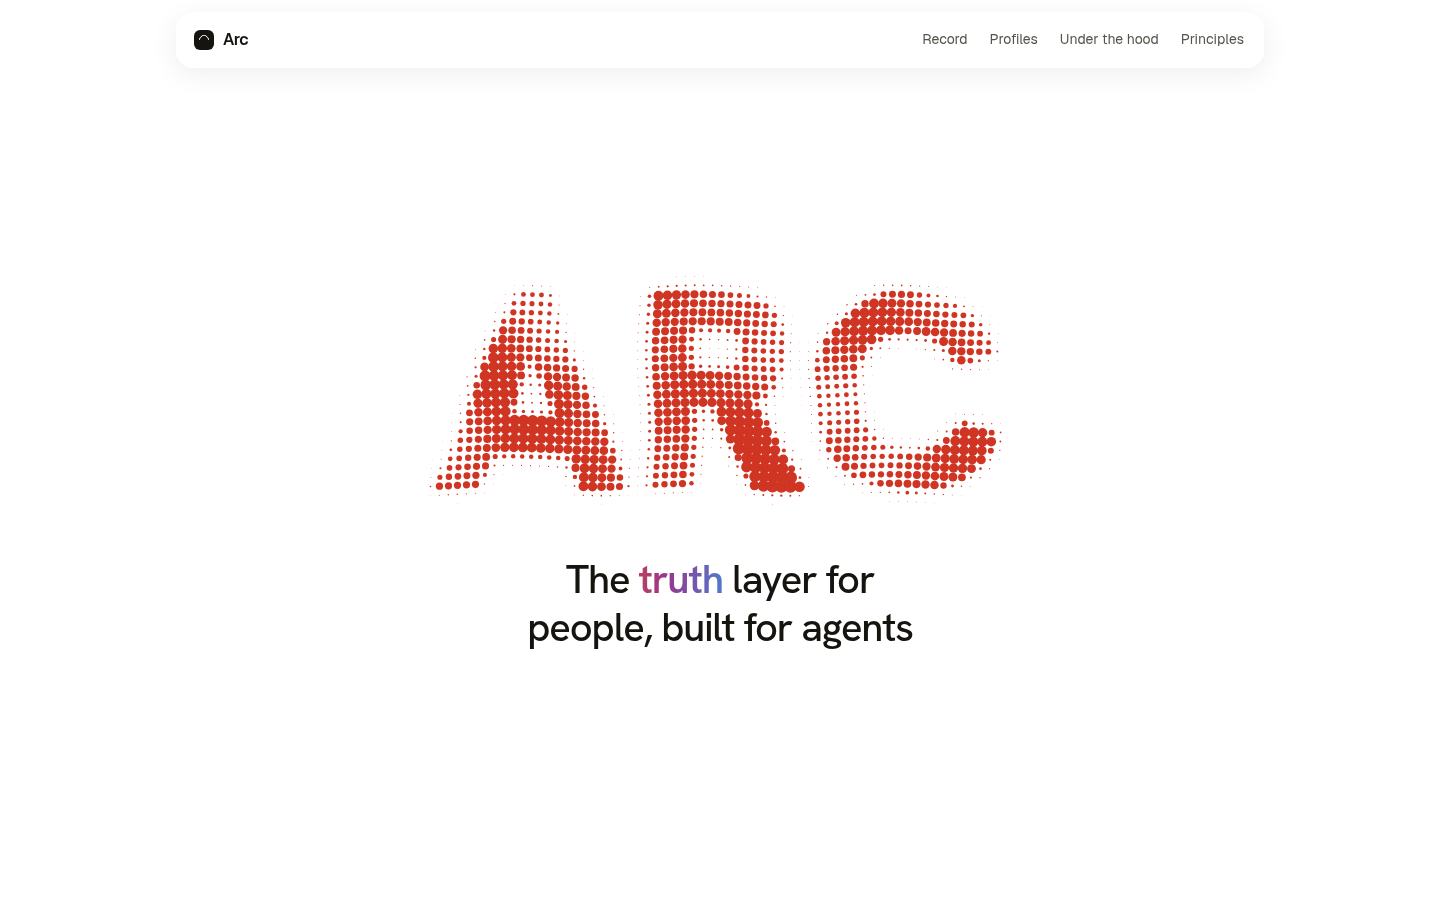 Arc
Record
Profiles
Under the hood
Principles
ARC
The truth layer for
people, built for agents